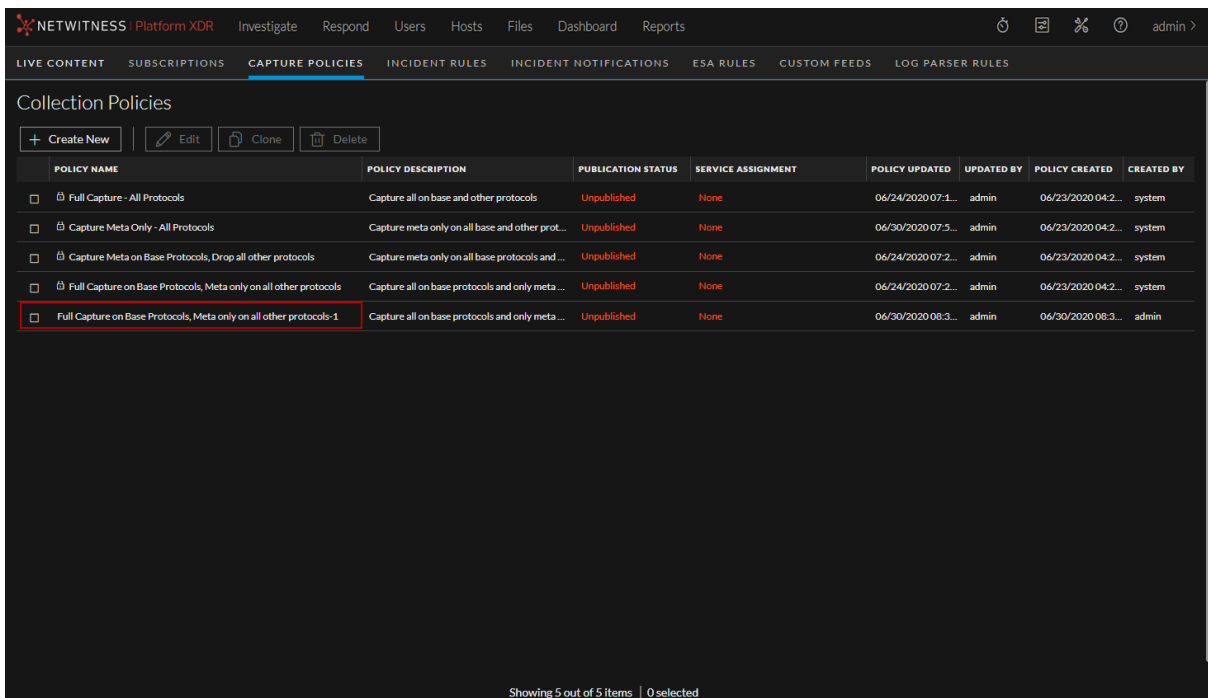 NETWITNESS | Platform XDR Investigate Respond Users Hosts Files Dashboard Reports admin >
LIVE CONTENT SUBSCRIPTIONS CAPTURE POLICIES INCIDENT RULES INCIDENT NOTIFICATIONS ESA RULES CUSTOM FEEDS LOG PARSER RULES
Collection Policies
+ Create New Edit Clone Delete
POLICY NAME POLICY DESCRIPTION PUBLICATION STATUS SERVICE ASSIGNMENT POLICY UPDATED UPDATED BY POLICY CREATED CREATED BY
Full Capture - All Protocols Capture all on base and other protocols Unpublished None 06/24/2020 07:1... admin 06/23/2020 04:2... system
Capture Meta Only - All Protocols Capture meta only on all base and other prot... Unpublished None 06/30/2020 07:5... admin 06/23/2020 04:2... system
Capture Meta on Base Protocols, Drop all other protocols Capture meta only on all base protocols and ... Unpublished None 06/24/2020 07:2... admin 06/23/2020 04:2... system
Full Capture on Base Protocols, Meta only on all other protocols Capture all on base protocols and only meta ... Unpublished None 06/24/2020 07:2... admin 06/23/2020 04:2... system
Full Capture on Base Protocols, Meta only on all other protocols-1 Capture all on base protocols and only meta ... Unpublished None 06/30/2020 08:3... admin 06/30/2020 08:3... admin
Showing 5 out of 5 items | 0 selected